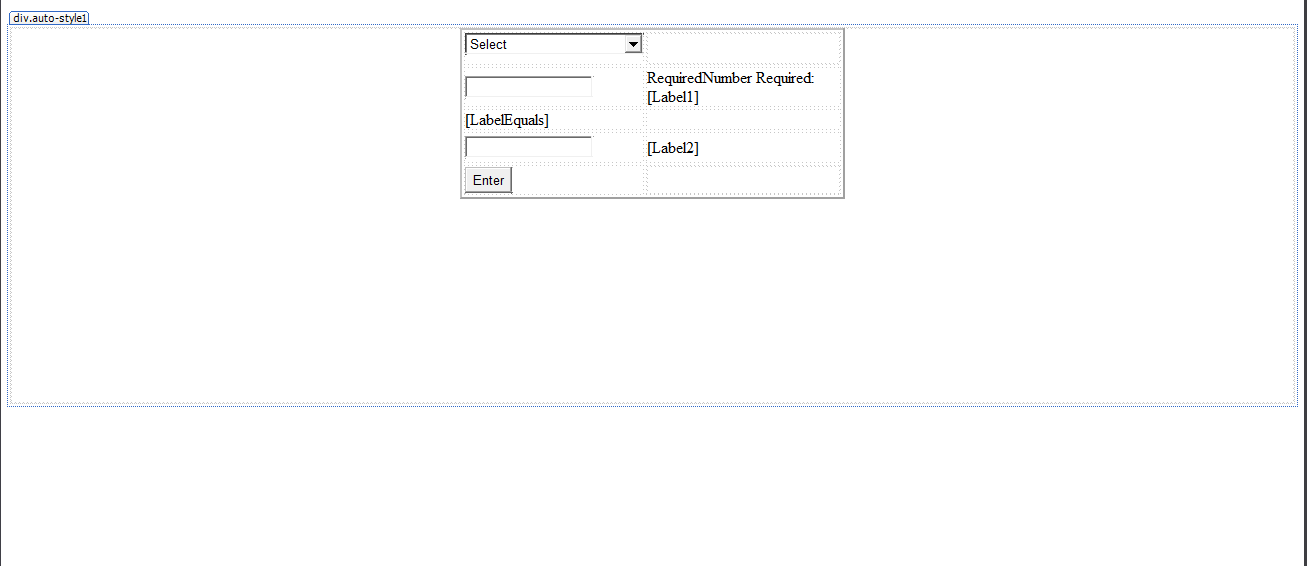 div.auto-style1
Select
RequiredNumber Required:
[Label1]
[LabelEquals]
[Label2]
Enter